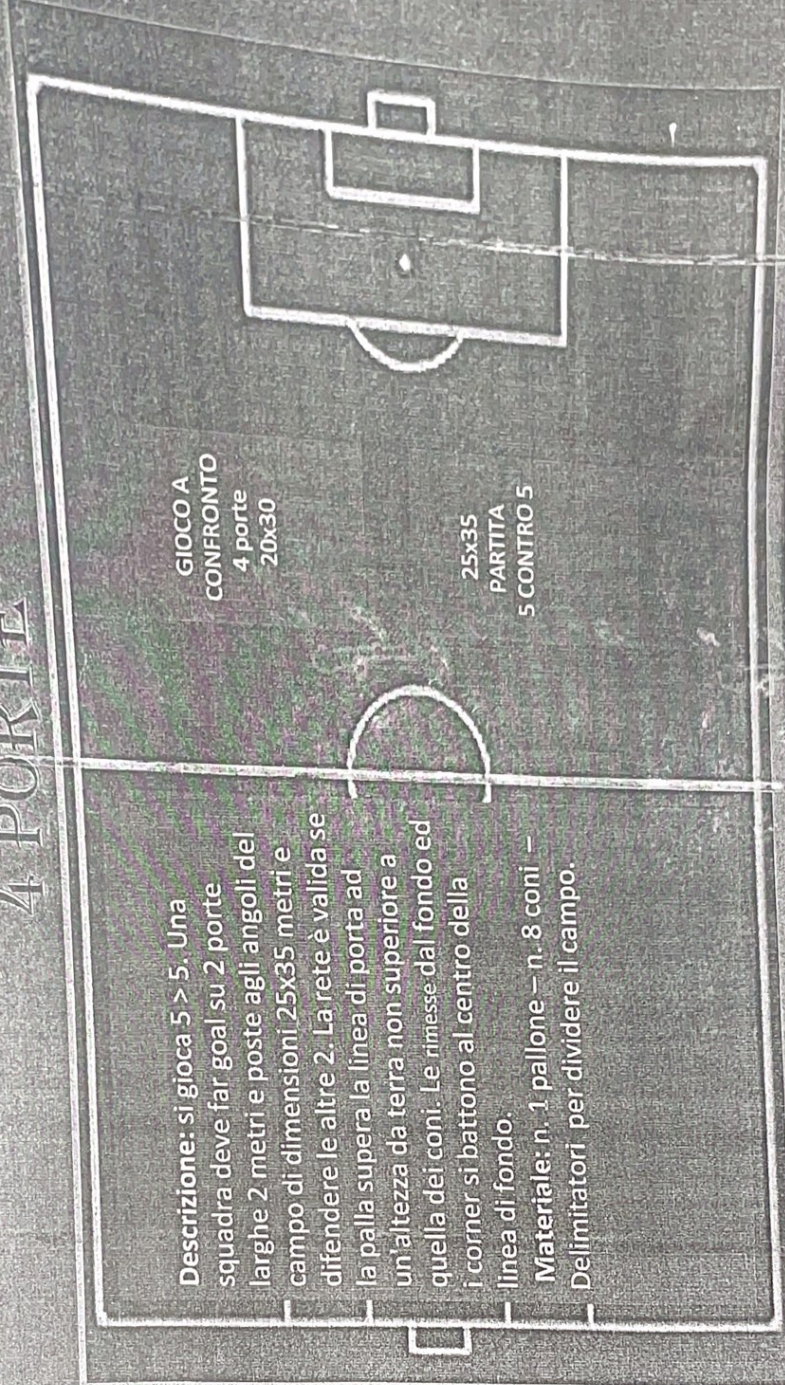 4 PORTE
Descrizione: si gioca 5 > 5. Una
squadra deve far goal su 2 porte
larghe 2 metri e poste agli angoli del
campo di dimensioni 25x35 metri e
difendere le altre 2. La rete è valida se
la palla supera la linea di porta ad
un'altezza da terra non superiore a
quella dei coni. Le rimesse dal fondo ed
i corner si battono al centro della
linea di fondo.
Materiale: n. 1 pallone – n. 8 coni –
Delimitatori per dividere il campo.
GIOCO A
CONFRONTO
4 porte
20x30
25x35
PARTITA
5 CONTRO 5